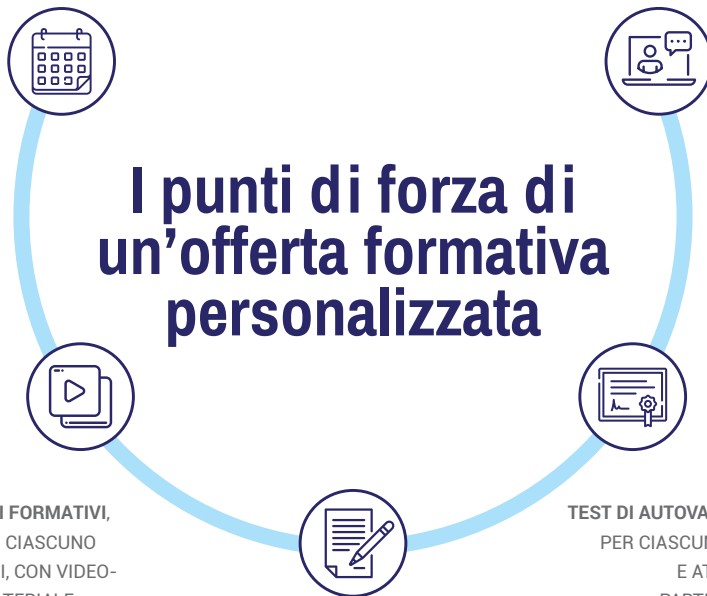 I punti di forza di
un’offerta formativa
personalizzata
I FORMATIVI,
CIASCUNO
I, CON VIDEO-
TEST DI AUTOVA
PER CIASCUN
E AT